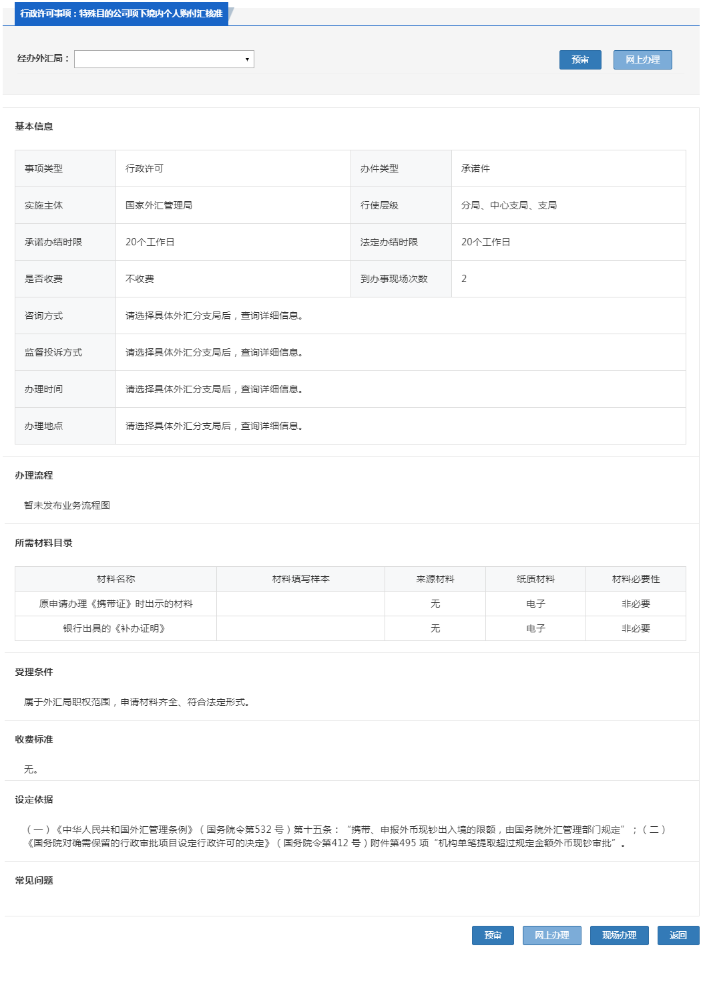 行政许可事项：特殊目的公司项下境内个人购付汇核准
经办外汇局：
预审 网上办理
基本信息
事项类型 行政许可 办件类型 承诺件
实施主体 国家外汇管理局 行使层级 分局、中心支局、支局
承诺办结时限 20个工作日 法定办结时限 20个工作日
是否收费 不收费 到办事现场次数 2
咨询方式 请选择具体外汇分支局后，查询详细信息。
监督投诉方式 请选择具体外汇分支局后，查询详细信息。
办理时间 请选择具体外汇分支局后，查询详细信息。
办理地点 请选择具体外汇分支局后，查询详细信息。
办理流程
暂未发布业务流程图
所需材料目录
材料名称 材料填写样本 来源材料 纸质材料 材料必要性
原申请办理《携带证》时出示的材料 无 电子 非必要
银行出具的《补办证明》 无 电子 非必要
受理条件
属于外汇局职权范围，申请材料齐全、符合法定形式。
收费标准
无。
设定依据
（一）《中华人民共和国外汇管理条例》（国务院令第532 号）第十五条：“携带、申报外币现钞出入境的限额，由国务院外汇管理部门规定”；（二）
《国务院对确需保留的行政审批项目设定行政许可的决定》（国务院令第412 号）附件第495 项“机构单笔提取超过规定金额外币现钞审批”。
常见问题
预审 网上办理 现场办理 返回